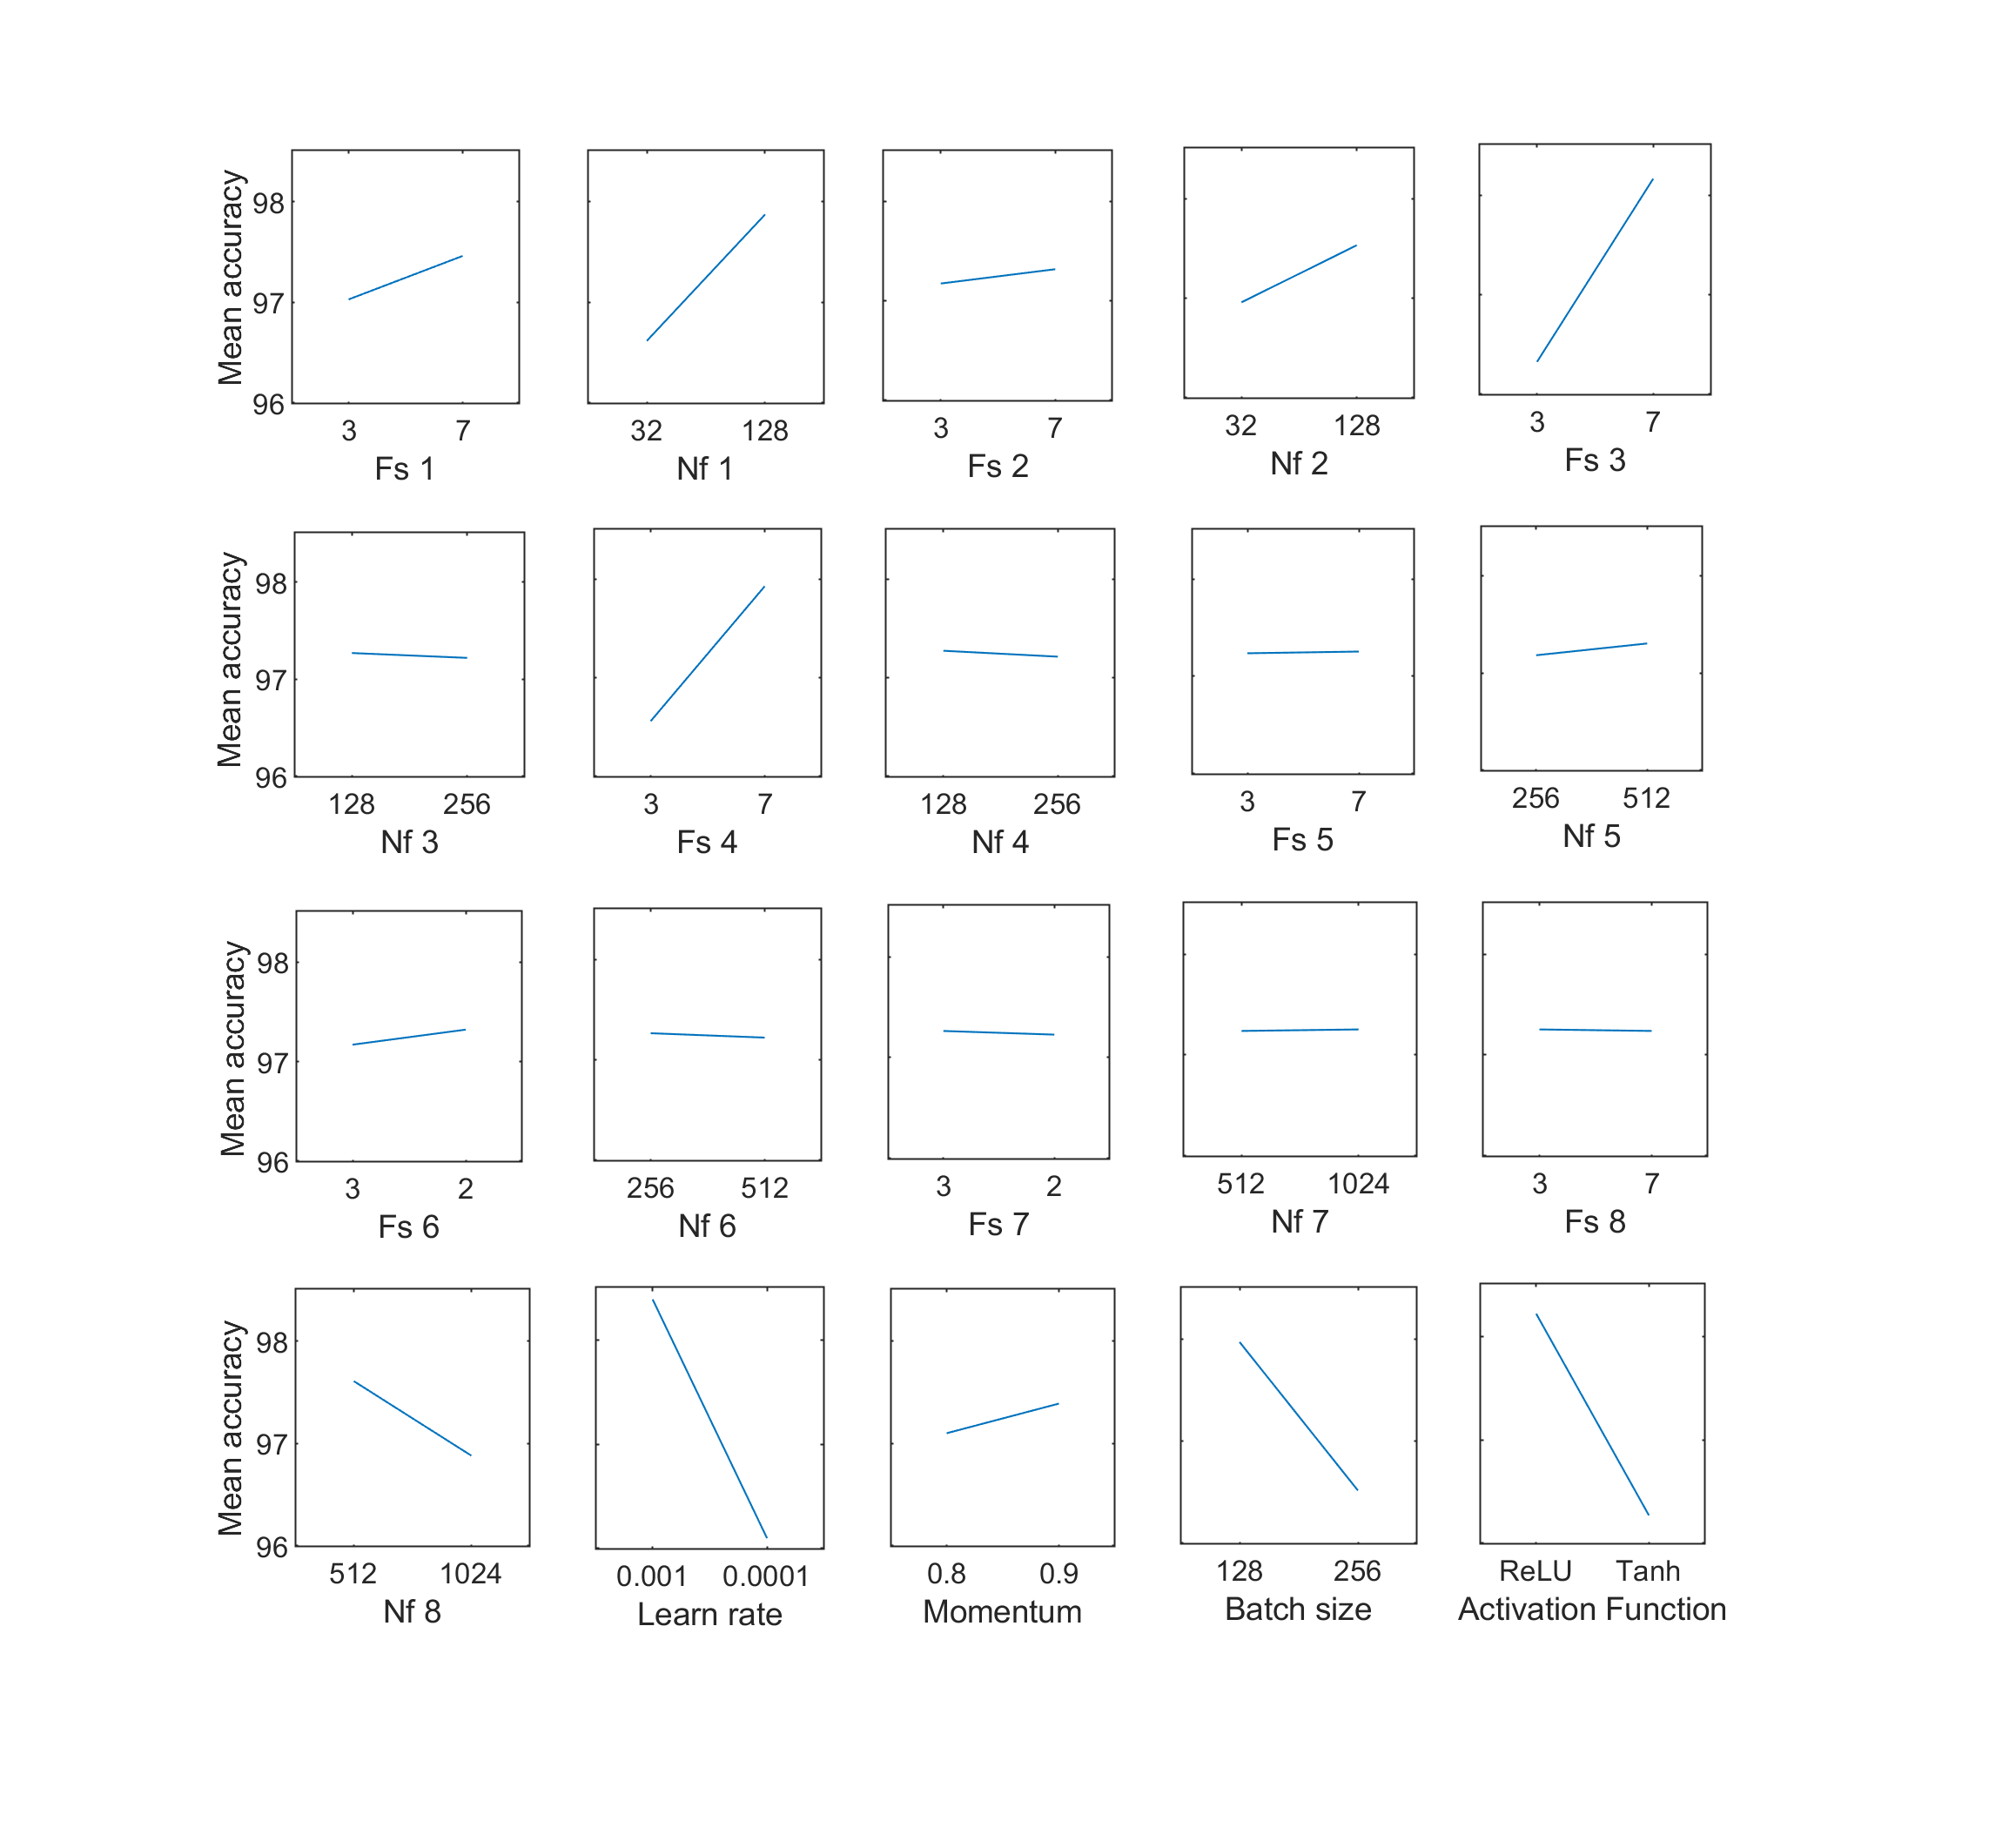 Mean accuracy
98
97
96
3 7
Fs 1
32 128
Nf 1
3 7
Fs 2
32 128
Nf 2
3 7
Fs 3
Mean accuracy
98
97
96
128 256
Nf 3
3 7
Fs 4
128 256
Nf 4
3 7
Fs 5
256 512
Nf 5
Mean accuracy
98
97
96
3 2
Fs 6
256 512
Nf 6
3 2
Fs 7
512 1024
Nf 7
3 7
Fs 8
Mean accuracy
98
97
96
512 1024
Nf 8
0.001 0.0001
Learn rate
0.8 0.9
Momentum
128 256
Batch size
ReLU Tanh
Activation Function